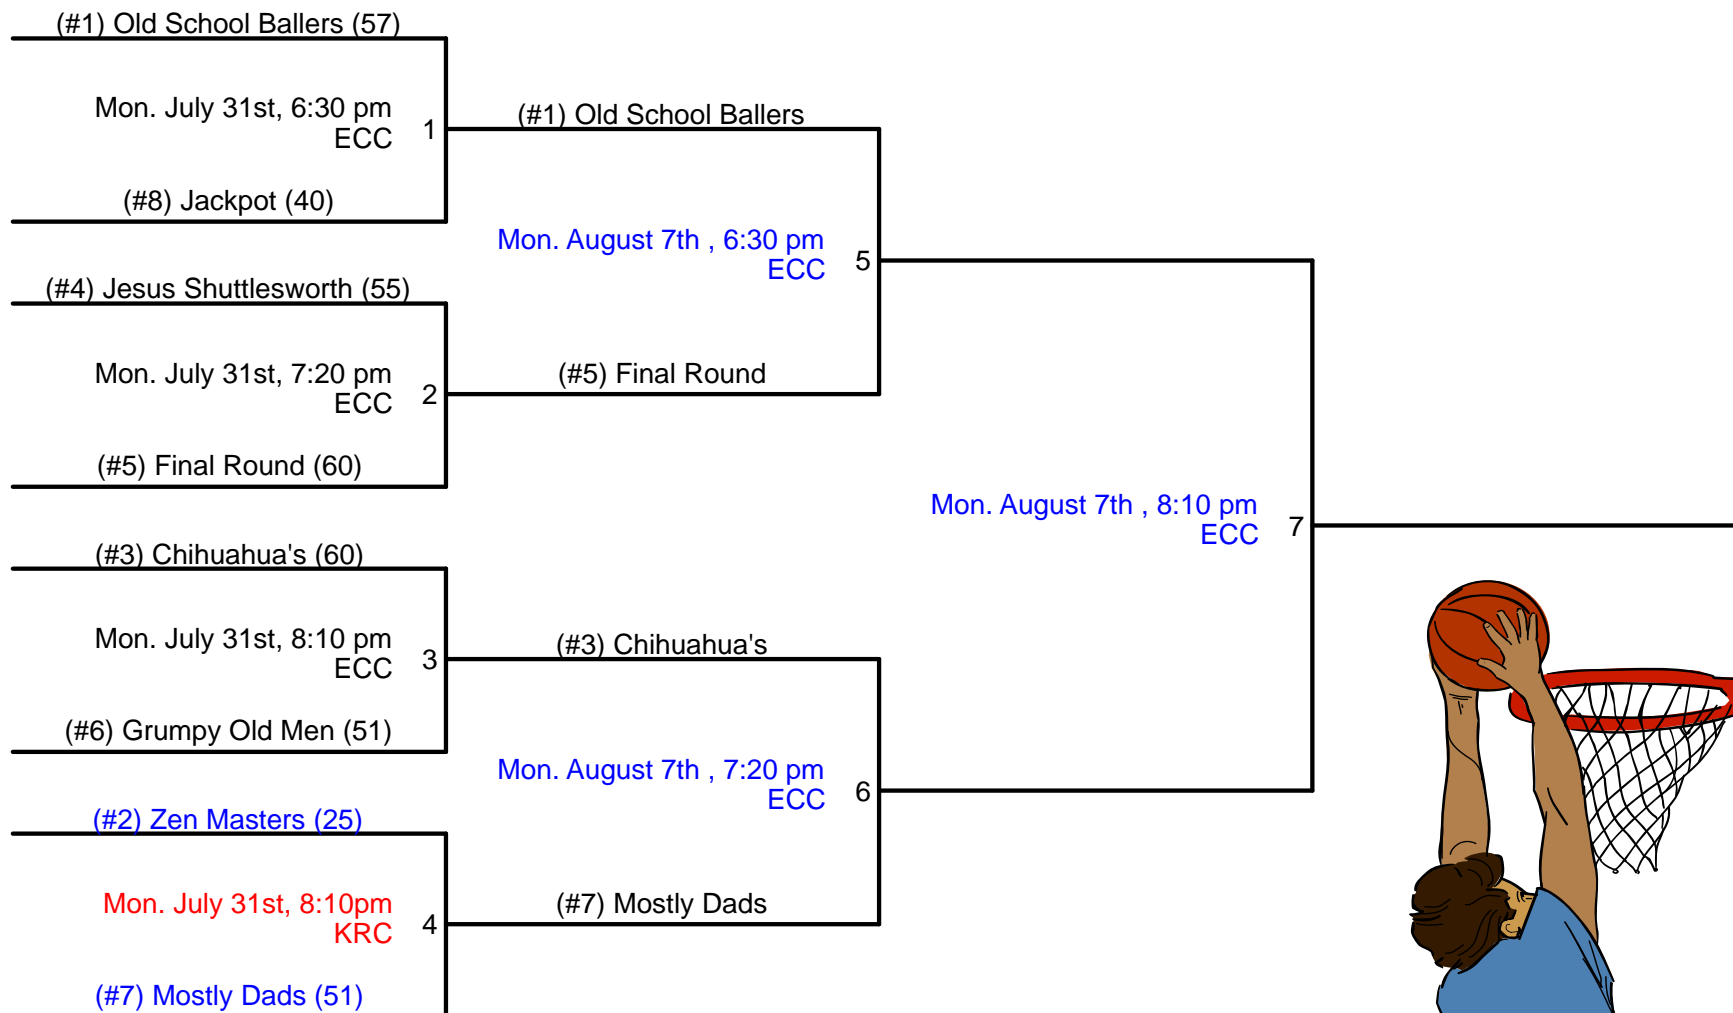 (#1) Old School Ballers (57)
Mon. July 31st, 6:30 pm
ECC
1
(#8) Jackpot (40)
(#1) Old School Ballers
Mon. August 7th , 6:30 pm
ECC
5
(#4) Jesus Shuttlesworth (55)
Mon. July 31st, 7:20 pm
ECC
2
(#5) Final Round (60)
(#5) Final Round
Mon. August 7th , 8:10 pm
ECC
7
(#3) Chihuahua's (60)
Mon. July 31st, 8:10 pm
ECC
3
(#6) Grumpy Old Men (51)
(#3) Chihuahua's
Mon. August 7th , 7:20 pm
ECC
6
(#2) Zen Masters (25)
Mon. July 31st, 8:10pm
KRC
4
(#7) Mostly Dads (51)
(#7) Mostly Dads